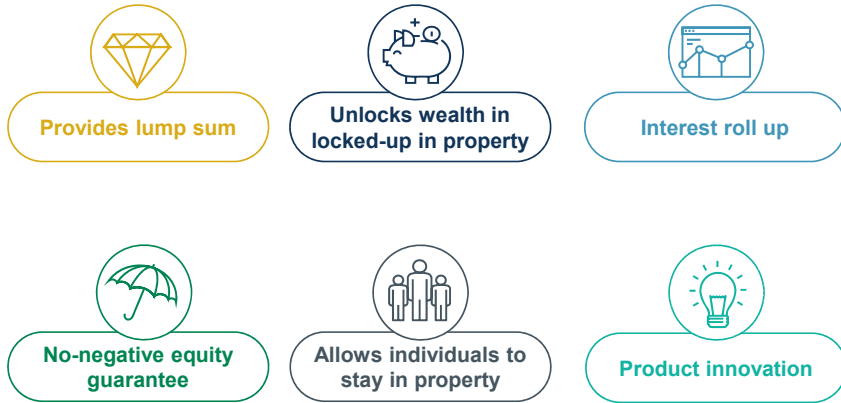 Provides lump sum
Unlocks wealth in
locked-up in property
Interest roll up
No-negative equity
guarantee
Allows individuals to
stay in property
Product innovation